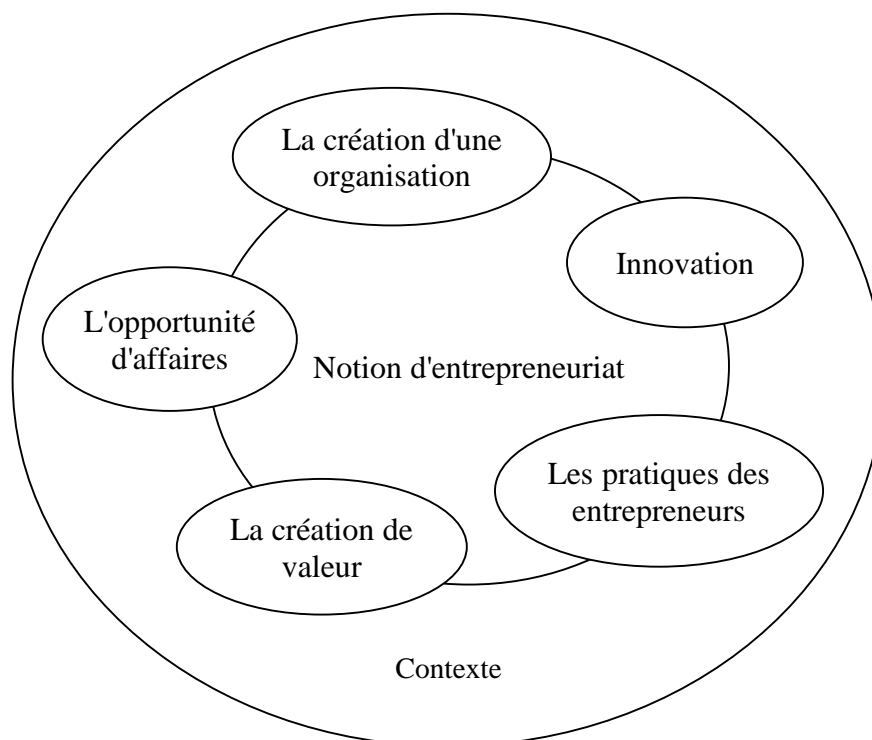 La création d'une
organisation
Innovation
L'opportunité
d'affaires
Notion d'entrepreneuriat
Les pratiques des
entrepreneurs
La création de
valeur
Contexte